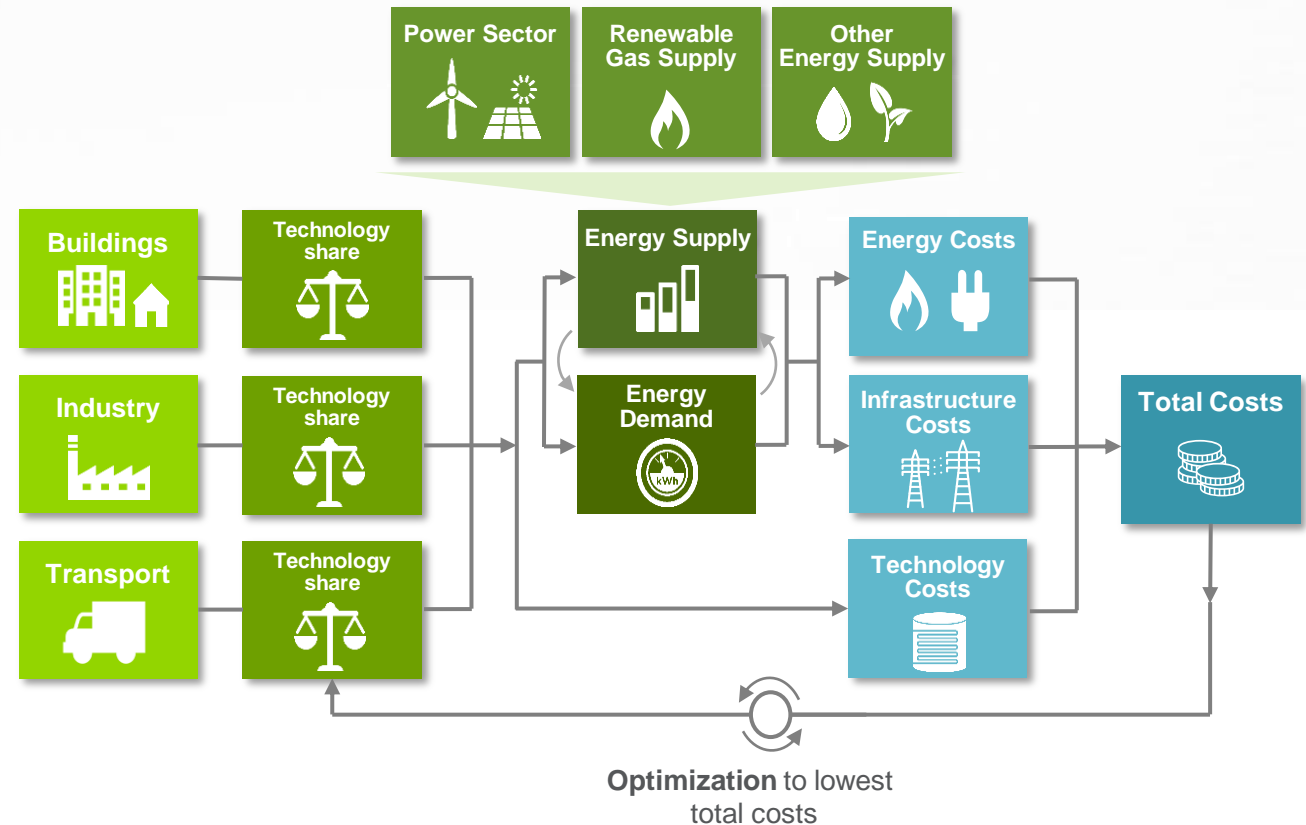 Power Sector
Renewable
Gas Supply
Other
Energy Supply
Buildings
Technology
share
Energy Supply
Energy Costs
Industry
Technology
share
Energy
Demand
kWh
Infrastructure
Costs
Total Costs
Transport
Technology
share
Technology
Costs
Optimization to lowest
total costs